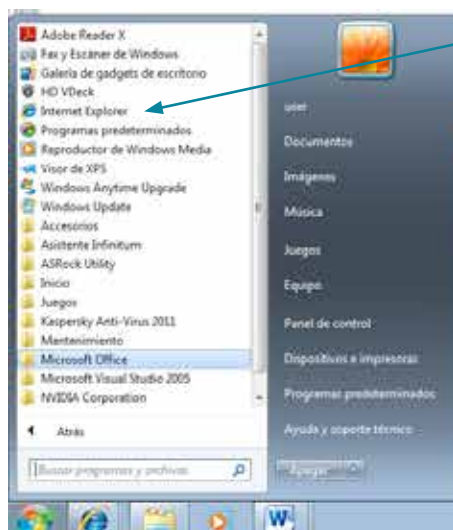 Adobe Reader X
Fax y Escáner de Windows
Galería de gadgets de escritorio
HD VDeck
Internet Explorer
Programas predeterminados
Reproductor de Windows Media
Visor de XPS
Windows Anytime Upgrade
Windows Update
Accesorios
Asistente Infinitum
ASRock Utility
Inicio
Juegos
Kaspersky Anti-Virus 2011
Mantenimiento
Microsoft Office
Microsoft Visual Studio 2005
NVIDIA Corporation
Atrás
Buscar programas y archivos
user
Documentos
Imágenes
Música
Juegos
Equipo
Panel de control
Dispositivos e impresoras
Programas predeterminados
Ayuda y soporte técnico
Apagar
W